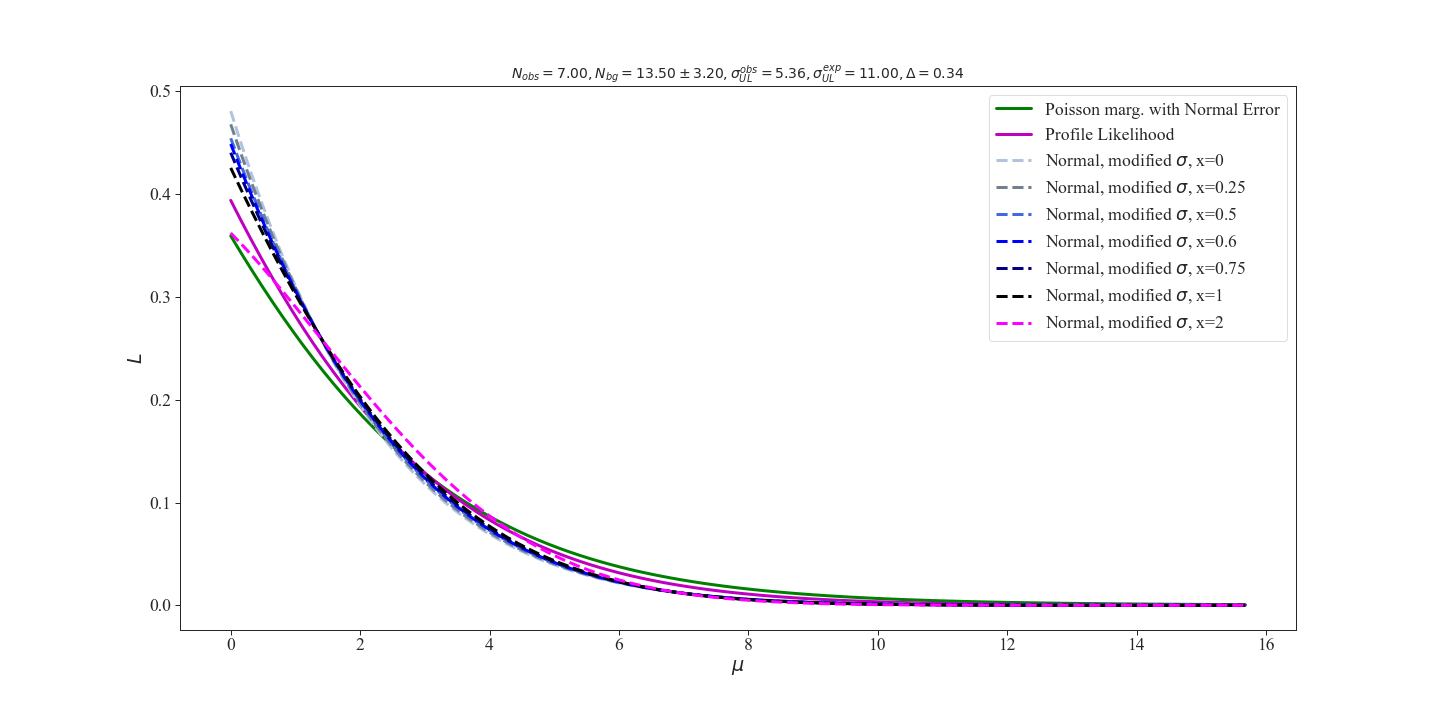 N_obs = 7.00, N_bg = 13.50 ± 3.20, σ_UL^obs = 5.36, σ_UL^exp = 11.00, Δ = 0.34
0.5
0.4
0.3
0.2
0.1
0.0
L
0 2 4 6 8 10 12 14 16
μ
Poisson marg. with Normal Error
Profile Likelihood
Normal, modified σ, x=0
Normal, modified σ, x=0.25
Normal, modified σ, x=0.5
Normal, modified σ, x=0.6
Normal, modified σ, x=0.75
Normal, modified σ, x=1
Normal, modified σ, x=2